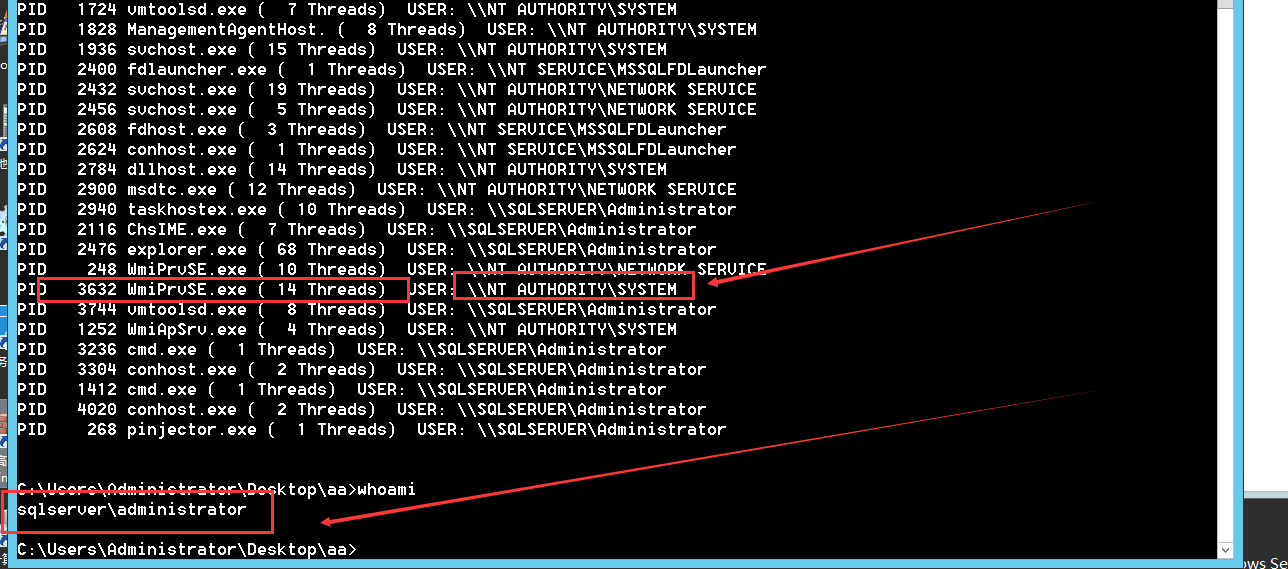 PID   1724 vmtoolsd.exe (  7 Threads)  USER: \\NT AUTHORITY\SYSTEM
PID   1828 ManagementAgentHost. (  8 Threads)  USER: \\NT AUTHORITY\SYSTEM
PID   1936 svchost.exe ( 15 Threads)  USER: \\NT AUTHORITY\SYSTEM
PID   2400 fdlauncher.exe (  1 Threads)  USER: \\NT SERVICE\MSSQLFDLauncher
PID   2432 svchost.exe ( 19 Threads)  USER: \\NT AUTHORITY\NETWORK SERVICE
PID   2456 svchost.exe (  5 Threads)  USER: \\NT AUTHORITY\NETWORK SERVICE
PID   2608 fdhost.exe (  3 Threads)  USER: \\NT SERVICE\MSSQLFDLauncher
PID   2624 conhost.exe (  1 Threads)  USER: \\NT SERVICE\MSSQLFDLauncher
PID   2784 dllhost.exe ( 14 Threads)  USER: \\NT AUTHORITY\SYSTEM
PID   2900 msdtc.exe ( 12 Threads)  USER: \\NT AUTHORITY\NETWORK SERVICE
PID   2940 taskhostex.exe ( 10 Threads)  USER: \\SQLSERVER\Administrator
PID   2116 ChsIME.exe (  7 Threads)  USER: \\SQLSERVER\Administrator
PID   2476 explorer.exe ( 68 Threads)  USER: \\SQLSERVER\Administrator
PID    248 WmiPrvSE.exe ( 10 Threads)  USER: \\NT AUTHORITY\NETWORK SERVICE
PID   3632 WmiPrvSE.exe ( 14 Threads)  USER: \\NT AUTHORITY\SYSTEM
PID   3744 vmtoolsd.exe (  8 Threads)  USER: \\SQLSERVER\Administrator
PID   1252 WmiApSrv.exe (  4 Threads)  USER: \\NT AUTHORITY\SYSTEM
PID   3236 cmd.exe (  1 Threads)  USER: \\SQLSERVER\Administrator
PID   3304 conhost.exe (  2 Threads)  USER: \\SQLSERVER\Administrator
PID   1412 cmd.exe (  1 Threads)  USER: \\SQLSERVER\Administrator
PID   4020 conhost.exe (  2 Threads)  USER: \\SQLSERVER\Administrator
PID    268 pinjector.exe (  1 Threads)  USER: \\SQLSERVER\Administrator
C:\Users\Administrator\Desktop\aa>whoami
sqlserver\administrator
C:\Users\Administrator\Desktop\aa>